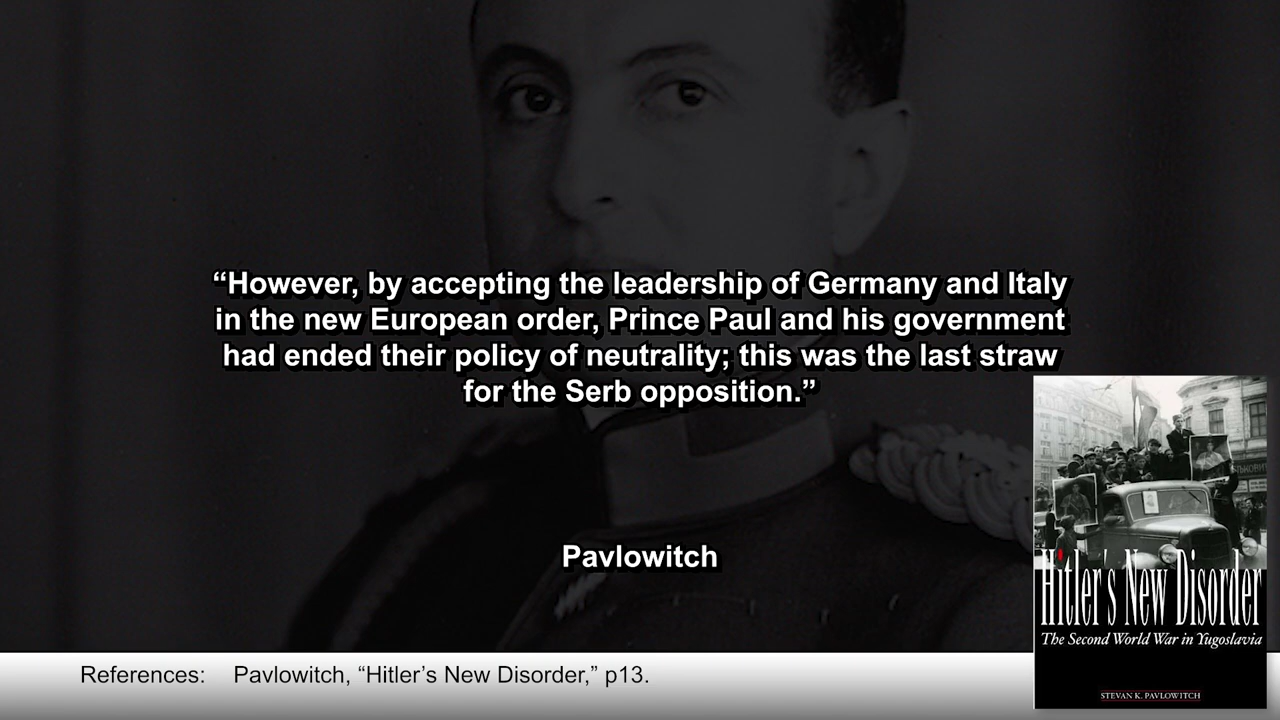 “However, by accepting the leadership of Germany and Italy
in the new European order, Prince Paul and his government
had ended their policy of neutrality; this was the last straw
for the Serb opposition.”
Pavlowitch
Hitler's New Disorder
The Second World War in Yugoslavia
STEVAN K. PAVLOWITCH
References: Pavlowitch, “Hitler’s New Disorder,” p13.